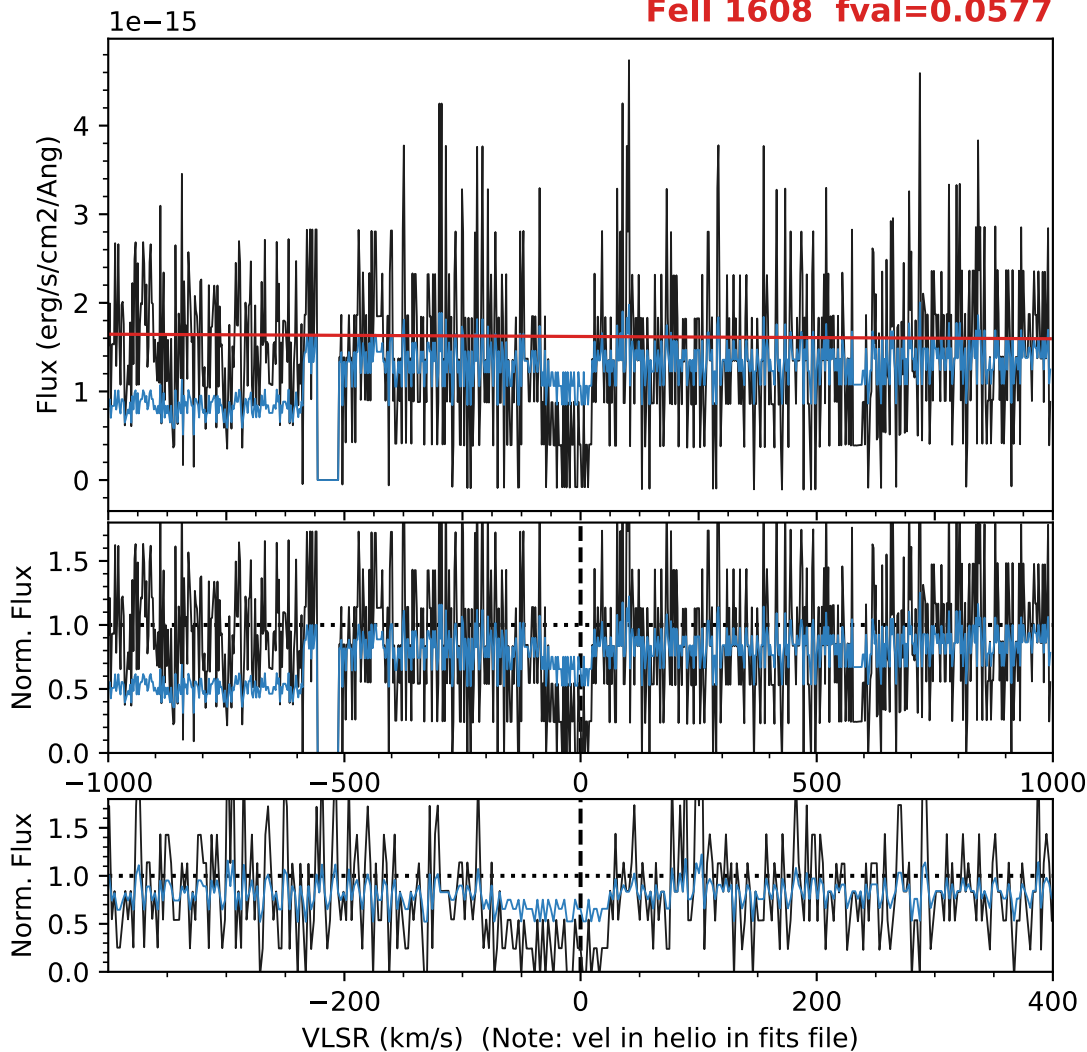 FeII 1608  fval=0.0577
1e−15
Flux (erg/s/cm2/Ang)
4
3
2
1
0
Norm. Flux
1.5
1.0
0.5
0.0
−1000 −500 0 500 1000
Norm. Flux
1.5
1.0
0.5
0.0
−200 0 200 400
VLSR (km/s)  (Note: vel in helio in fits file)